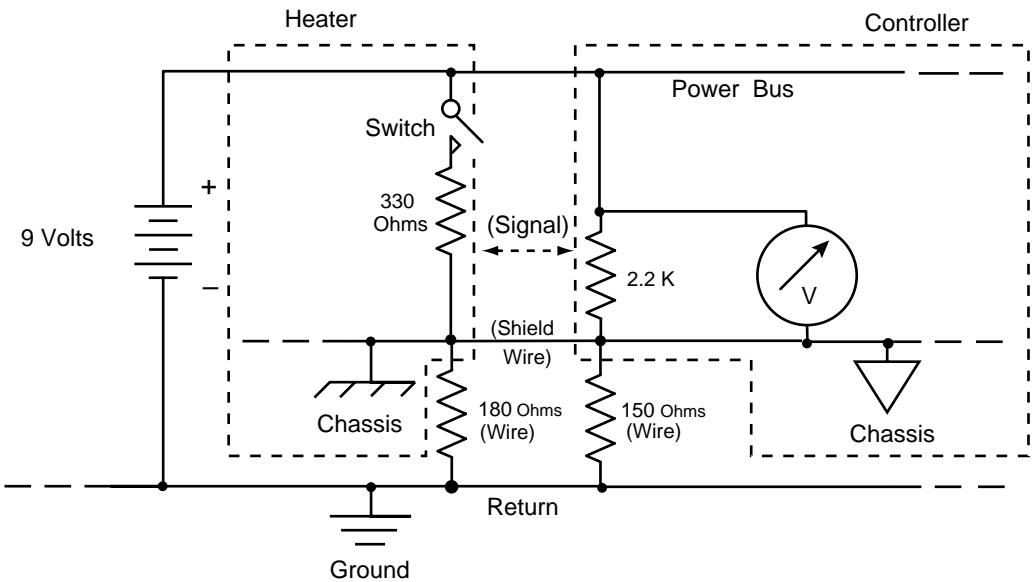 Heater
Controller
Power Bus
Switch
+
330
Ohms
(Signal)
9 Volts
2.2 K
V
–
(Shield
Wire)
Chassis
180 Ohms
(Wire)
150 Ohms
(Wire)
Chassis
Return
Ground